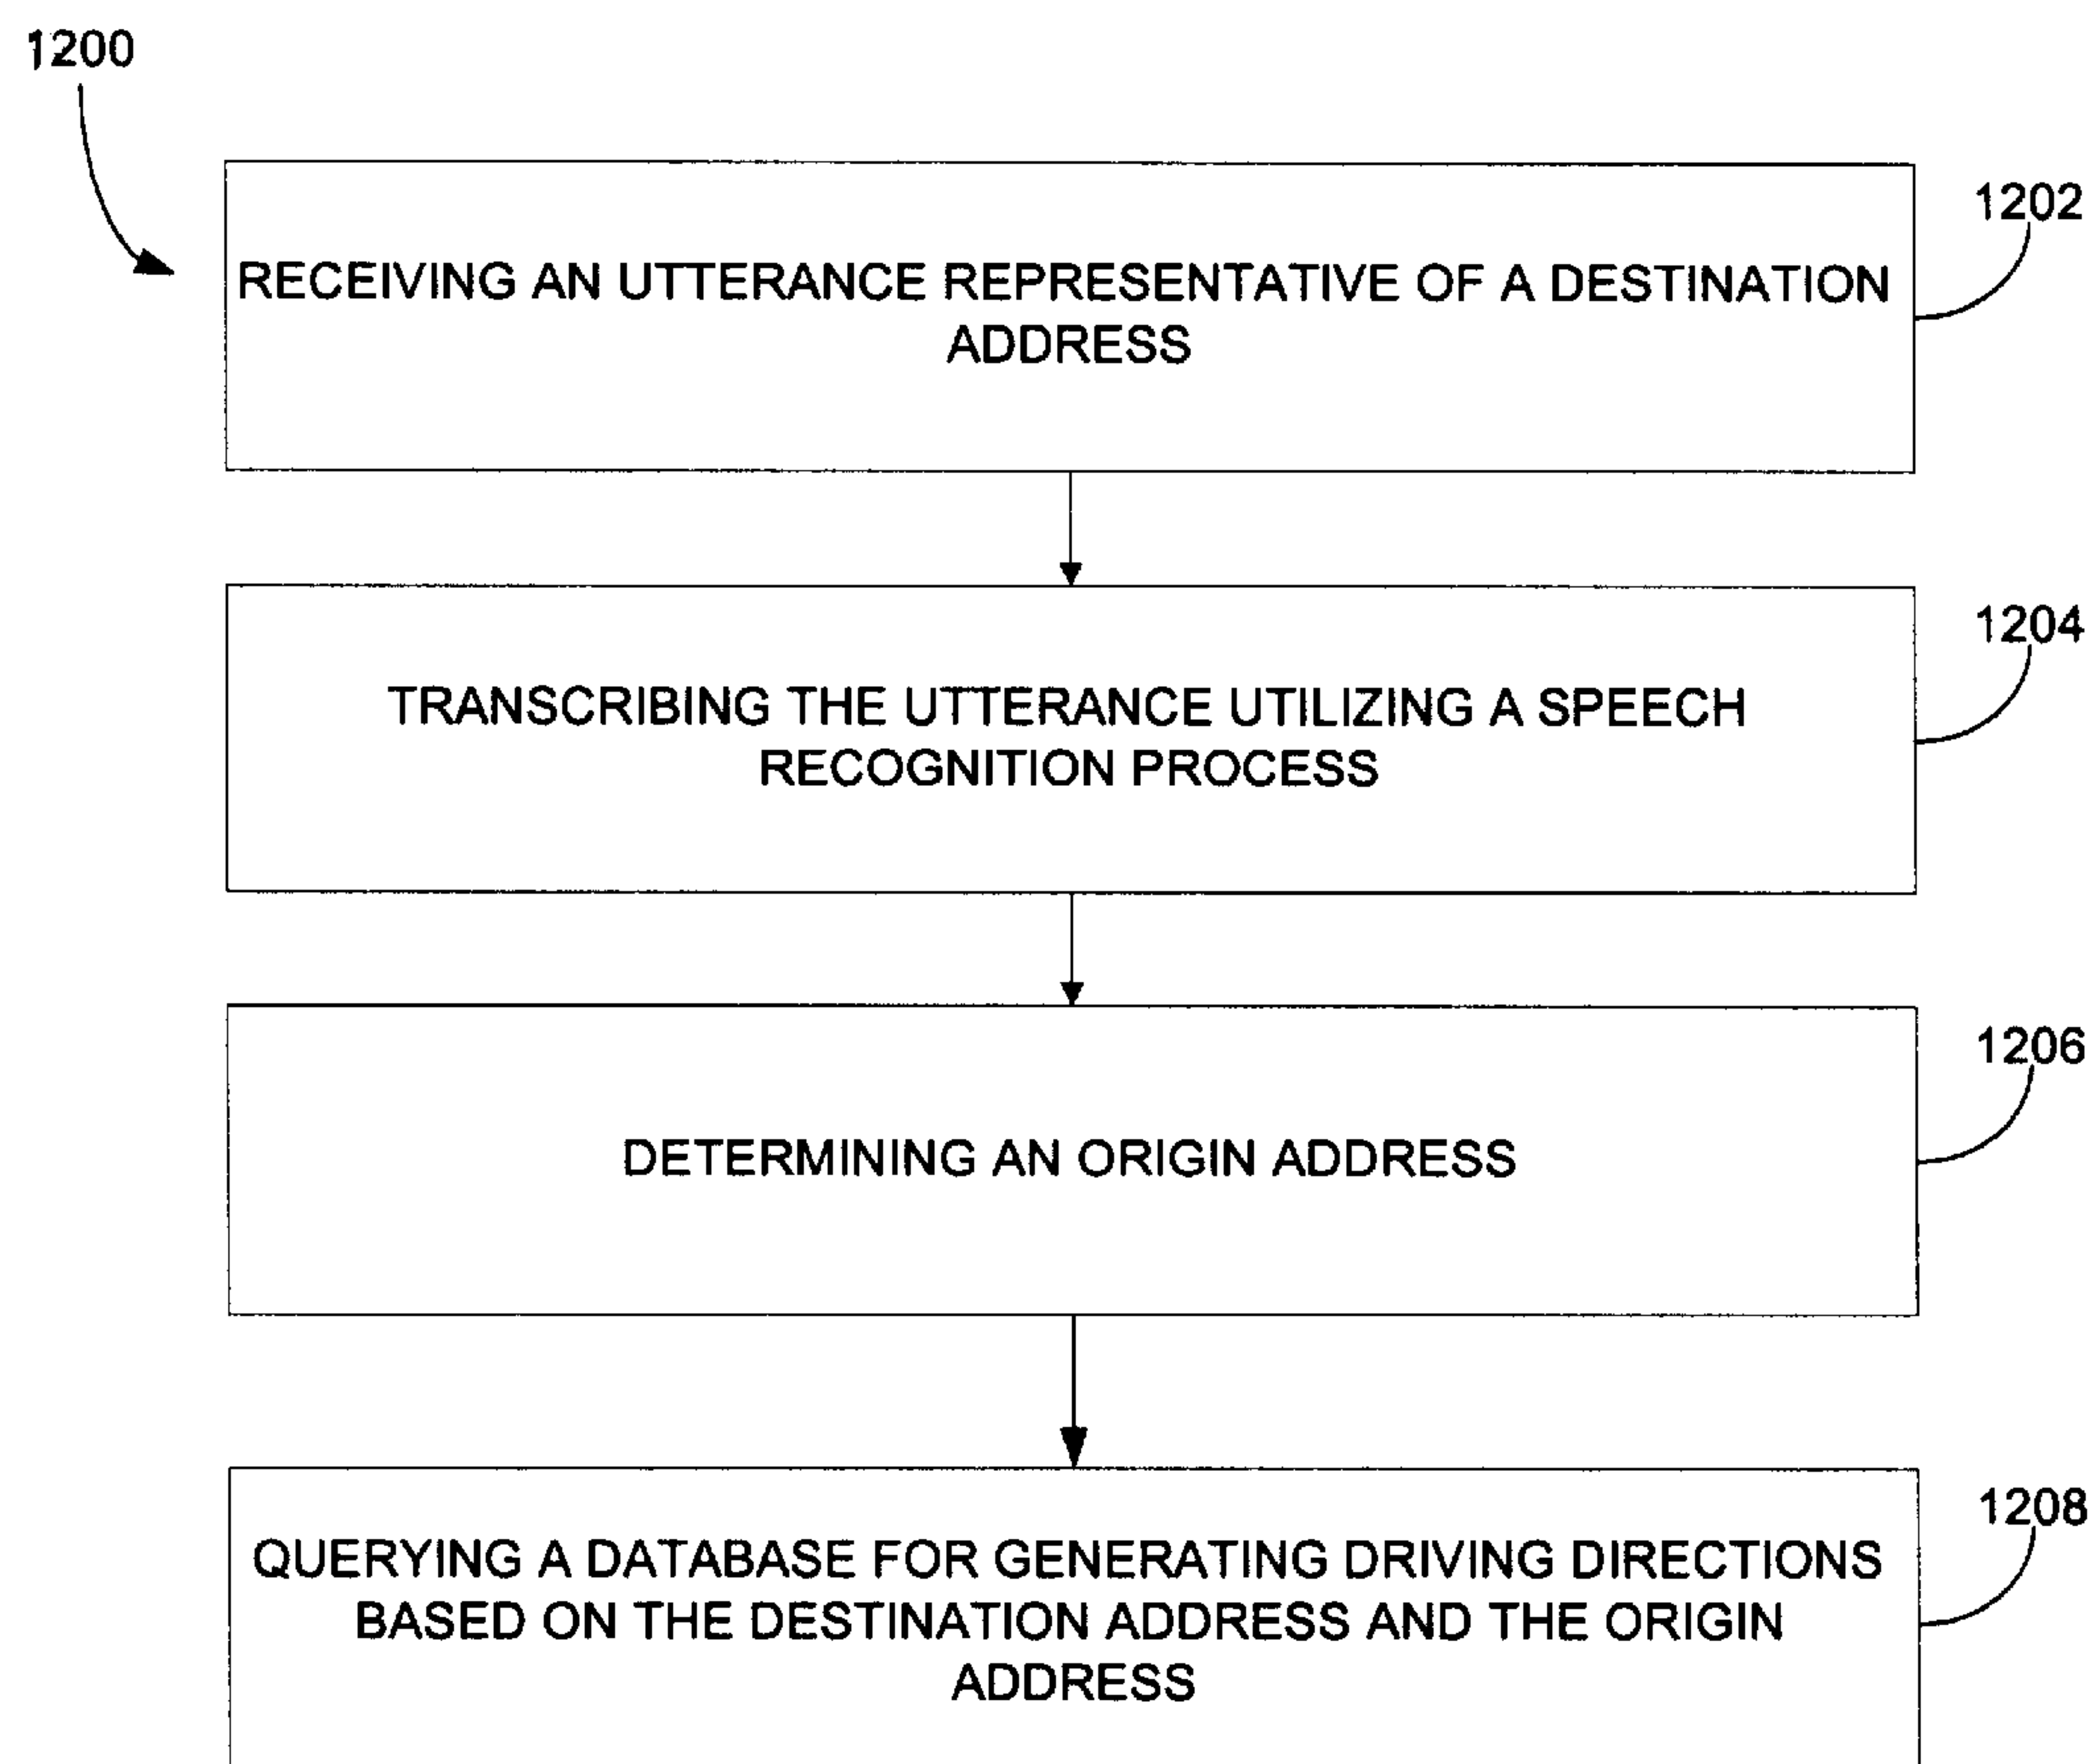 1200
1202
RECEIVING AN UTTERANCE REPRESENTATIVE OF A DESTINATION
ADDRESS
1204
TRANSCRIBING THE UTTERANCE UTILIZING A SPEECH
RECOGNITION PROCESS
1206
DETERMINING AN ORIGIN ADDRESS
1208
QUERYING A DATABASE FOR GENERATING DRIVING DIRECTIONS
BASED ON THE DESTINATION ADDRESS AND THE ORIGIN
ADDRESS